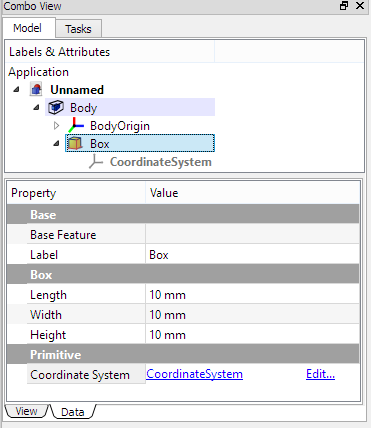 Combo View
Model Tasks
Labels & Attributes
Application
Unnamed
Body
BodyOrigin
Box
CoordinateSystem
Property Value
Base
Base Feature
Label Box
Box
Length 10 mm
Width 10 mm
Height 10 mm
Primitive
Coordinate System CoordinateSystem Edit...
View Data